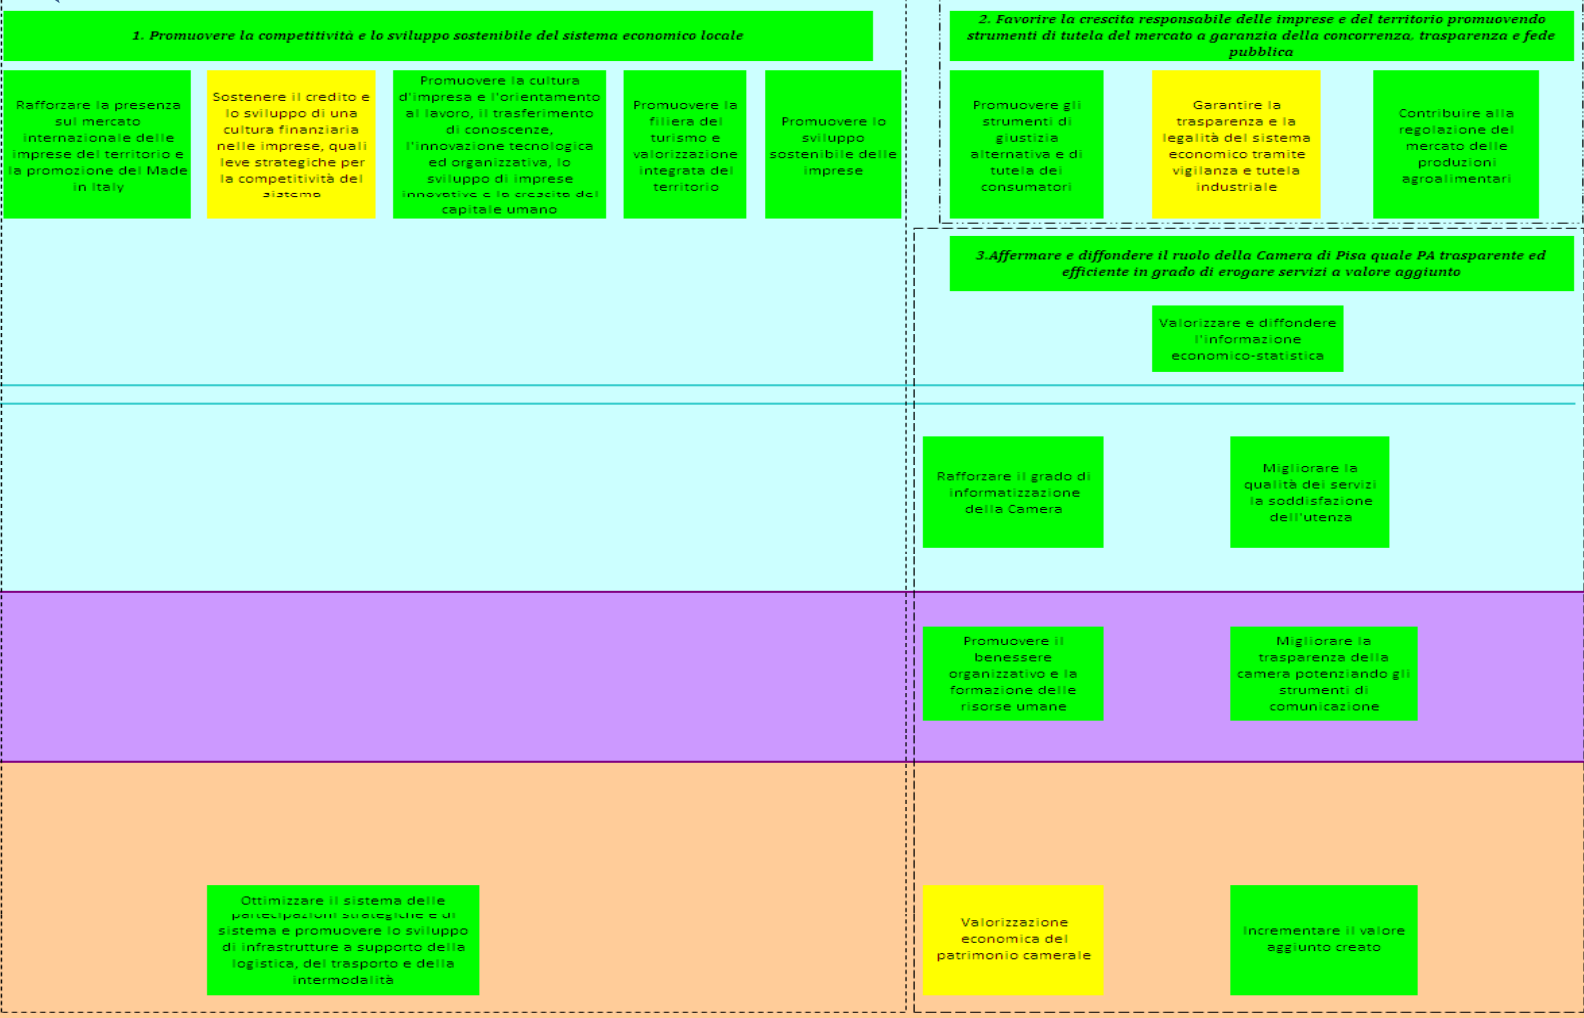 1. Promuovere la competitività e lo sviluppo sostenibile del sistema economico locale
2. Favorire la crescita responsabile delle imprese e del territorio promuovendo
strumenti di tutela del mercato a garanzia della concorrenza, trasparenza e fede
pubblica
Rafforzare la presenza
sul mercato
internazionale delle
imprese del territorio e
la promozione del Made
in Italy
Sostenere il credito e
lo sviluppo di una
cultura finanziaria
nelle imprese, quali
leve strategiche per
la competitività del
sistema
Promuovere la cultura
d'impresa e l'orientamento
al lavoro, il trasferimento
di conoscenze,
l'innovazione tecnologica
ed organizzativa, lo
sviluppo di imprese
innovative e la crescita del
capitale umano
Promuovere la
filiera del
turismo e
valorizzazione
integrata del
territorio
Promuovere lo
sviluppo
sostenibile delle
imprese
Promuovere gli
strumenti di
giustizia
alternativa e di
tutela dei
consumatori
Garantire la
trasparenza e la
legalità del sistema
economico tramite
vigilanza e tutela
industriale
Contribuire alla
regolazione del
mercato delle
produzioni
agroalimentari
3.Affermare e diffondere il ruolo della Camera di Pisa quale PA trasparente ed
efficiente in grado di erogare servizi a valore aggiunto
Valorizzare e diffondere
l'informazione
economico-statistica
Rafforzare il grado di
informatizzazione
della Camera
Migliorare la
qualità dei servizi
la soddisfazione
dell'utenza
Promuovere il
benessere
organizzativo e la
formazione delle
risorse umane
Migliorare la
trasparenza della
camera potenziando gli
strumenti di
comunicazione
Ottimizzare il sistema delle
partecipazioni strategiche e di
sistema e promuovere lo sviluppo
di infrastrutture a supporto della
logistica, del trasporto e della
intermodalità
Valorizzazione
economica del
patrimonio camerale
Incrementare il valore
aggiunto creato